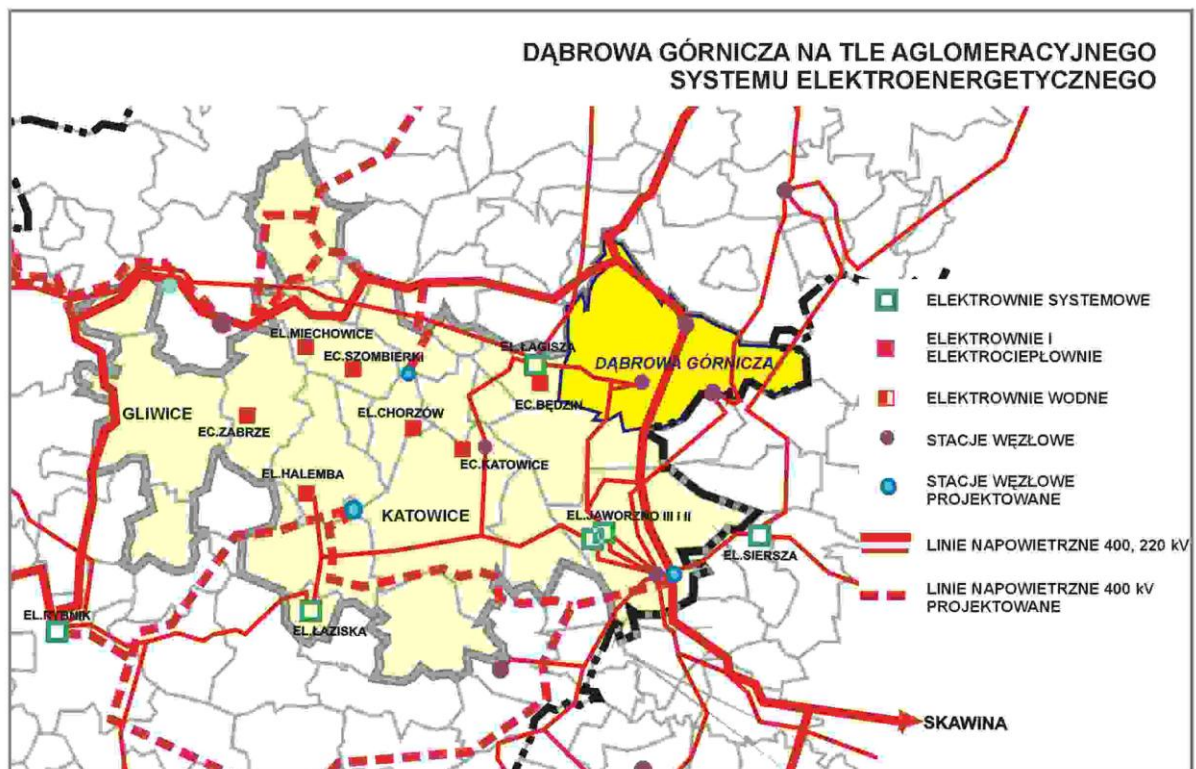 DĄBROWA GÓRNICZA NA TLE AGLOMERACYJNEGO
SYSTEMU ELEKTROENERGETYCZNEGO
EL.MIECHOWICE
EC.SZOMBIERKI
EL.ŁAGISZA
DĄBROWA GÓRNICZA
EC.BĘDZIN
GLIWICE
EC.ZABRZE
EL.CHORZÓW
EC.KATOWICE
EL.HALEMBA
KATOWICE
EL.JAWORZNO III i II
EL.SIERSZA
EL.RYBNIK
EL.ŁAZISKA
SKAWINA
ELEKTROWNIE SYSTEMOWE
ELEKTROWNIE I
ELEKTROCIEPŁOWNIE
ELEKTROWNIE WODNE
STACJE WĘZŁOWE
STACJE WĘZŁOWE
PROJEKTOWANE
LINIE NAPOWIETRZNE 400, 220 kV
LINIE NAPOWIETRZNE 400 kV
PROJEKTOWANE